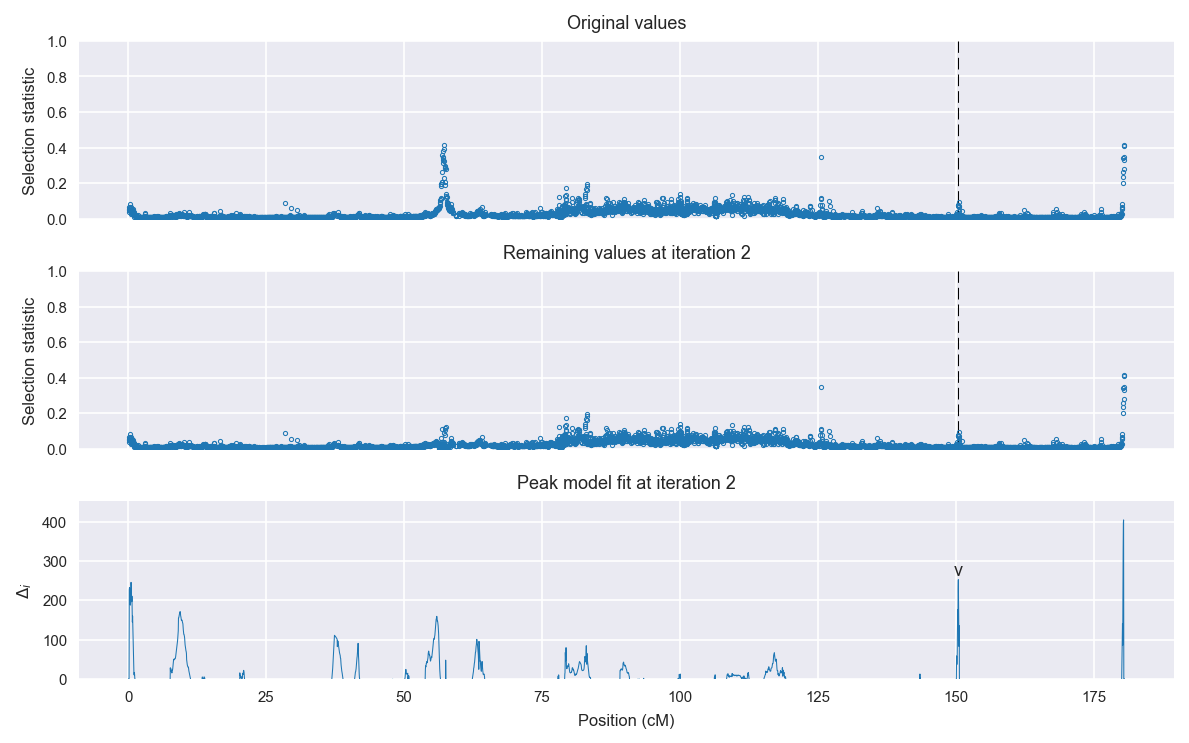 Original values
1.0
0.8
0.6
0.4
0.2
0.0
Selection statistic
Remaining values at iteration 2
1.0
0.8
0.6
0.4
0.2
0.0
Selection statistic
Peak model fit at iteration 2
400
300
200
100
0
Δi
v
0 25 50 75 100 125 150 175
Position (cM)